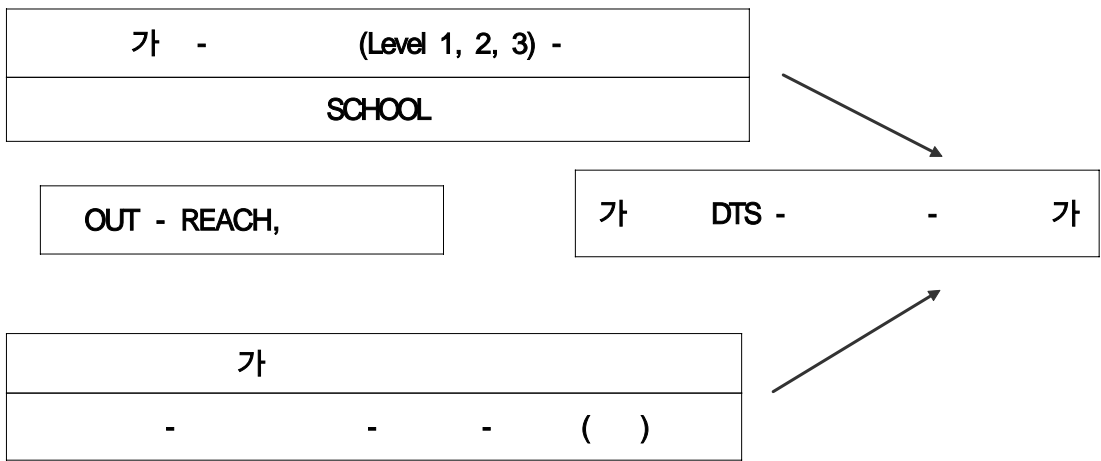 가 - (Level 1, 2, 3) -
SCHOOL
OUT - REACH,
가 DTS - - 가
가
- - - ( )